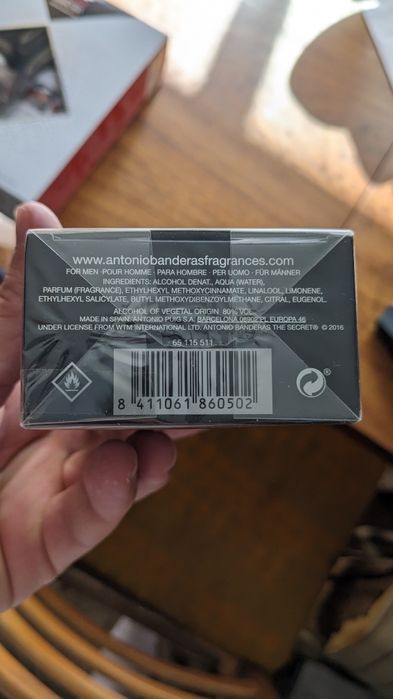 www.antoniobanderasfragrances.com
FOR MEN · POUR HOMME · PARA HOMBRE · PER UOMO · FÜR MÄNNER
INGREDIENTS: ALCOHOL DENAT., AQUA (WATER),
PARFUM (FRAGRANCE), ETHYLHEXYL METHOXYCINNAMATE, LINALOOL, LIMONENE,
ETHYLHEXYL SALICYLATE, BUTYL METHOXYDIBENZOYLMETHANE, CITRAL, EUGENOL.
ALCOHOL OF VEGETAL ORIGIN. 80% VOL.
MADE IN SPAIN: ANTONIO PUIG S.A. BARCELONA 08902 PL. EUROPA 46
UNDER LICENSE FROM WTM INTERNATIONAL LTD. ANTONIO BANDERAS THE SECRET® © 2016
65 115 511
8 411061 860502
®